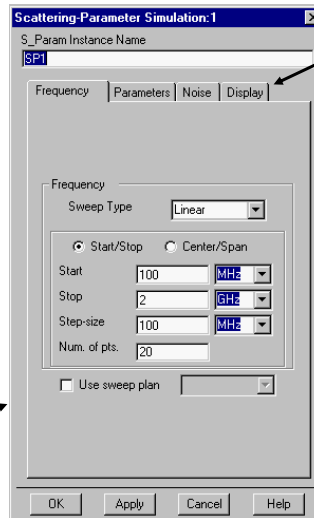 Scattering-Parameter Simulation:1
S_Param Instance Name
SP1
Frequency Parameters Noise Display
Frequency
Sweep Type Linear
Start/Stop Center/Span
Start 100 MHz
Stop 2 GHz
Step-size 100 MHz
Num. of pts. 20
Use sweep plan
OK Apply Cancel Help